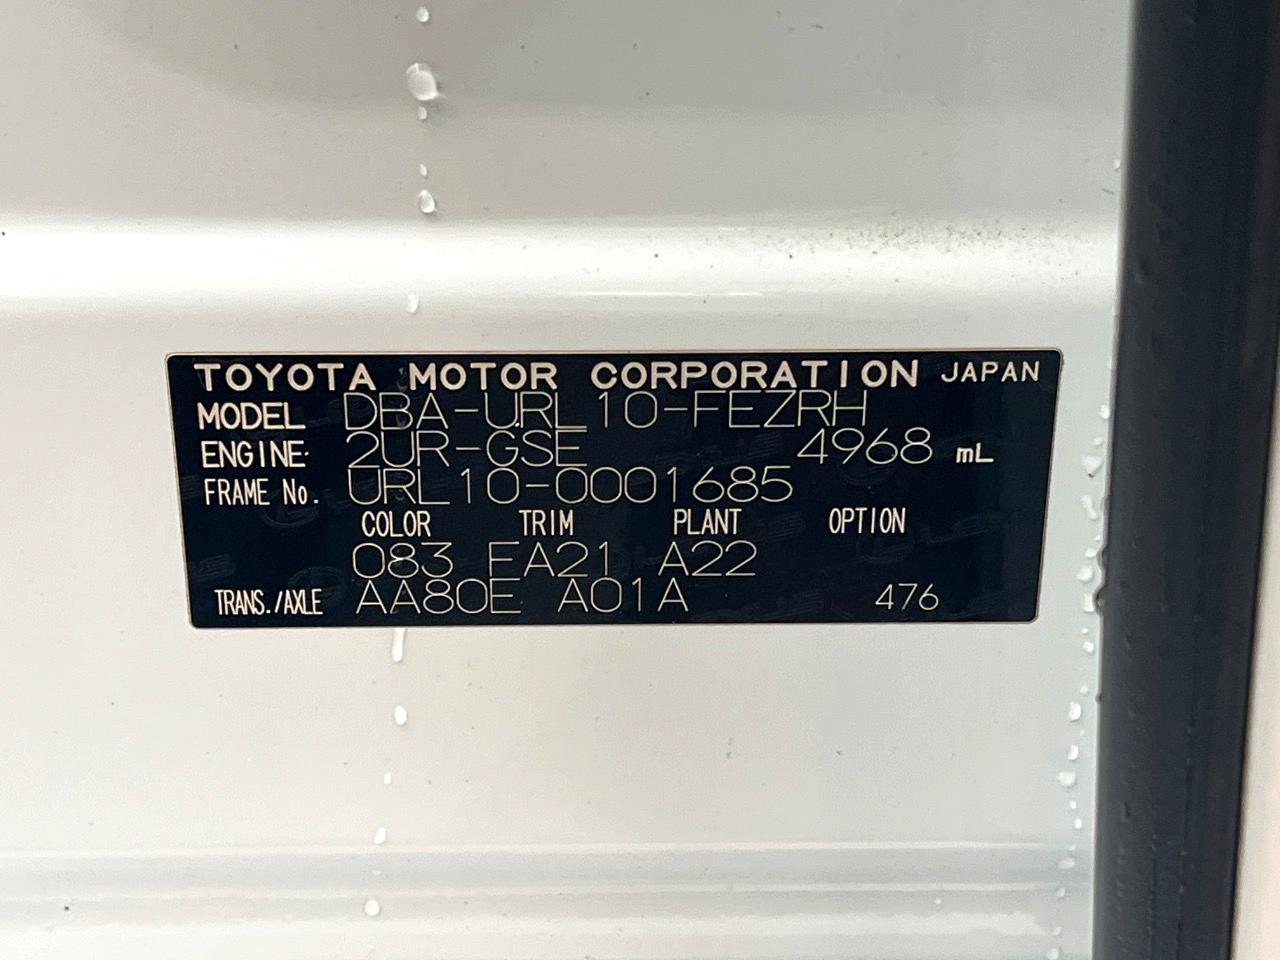 TOYOTA MOTOR CORPORATION JAPAN
MODEL DBA-URL10-FEZRH
ENGINE 2UR-GSE 4968 mL
FRAME No. URL10-0001685
COLOR TRIM PLANT OPTION
083 EA21 A22
TRANS./AXLE AA80E A01A 476